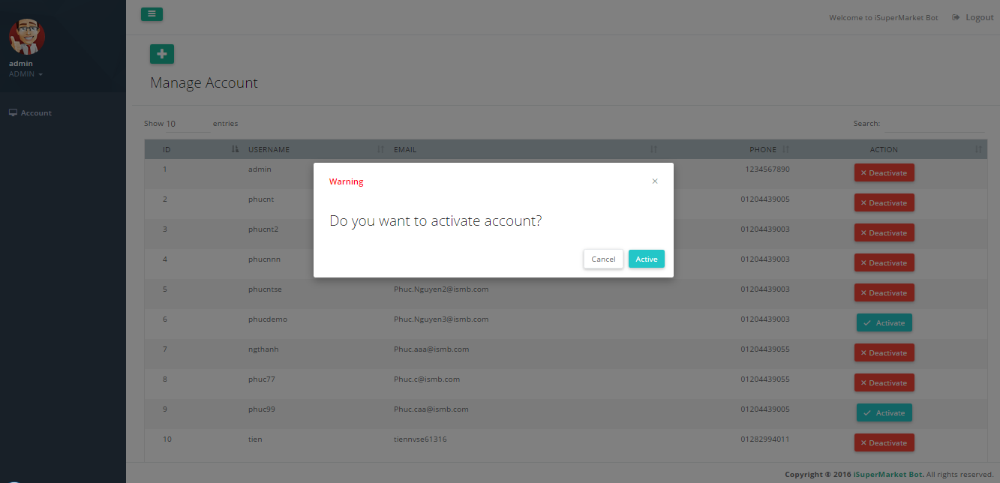 Welcome to iSuperMarket Bot Logout
admin
ADMIN
Manage Account
Account
Show 10 entries Search:
ID USERNAME EMAIL PHONE ACTION
1 admin 1234567890 Deactivate
2 phucnt 01204439005 Deactivate
3 phucnt2 01204439003 Deactivate
4 phucnnn 01204439003 Deactivate
5 phucntse Phuc.Nguyen2@ismb.com 01204439003 Deactivate
6 phucdemo Phuc.Nguyen3@ismb.com 01204439003 Activate
7 ngthanh Phuc.aaa@ismb.com 01204439055 Deactivate
8 phuc77 Phuc.c@ismb.com 01204439055 Deactivate
9 phuc99 Phuc.caa@ismb.com 01204439005 Activate
10 tien tiennvse61316 01282994011 Deactivate
Warning ×
Do you want to activate account?
Cancel Active
Copyright © 2016 iSuperMarket Bot. All rights reserved.